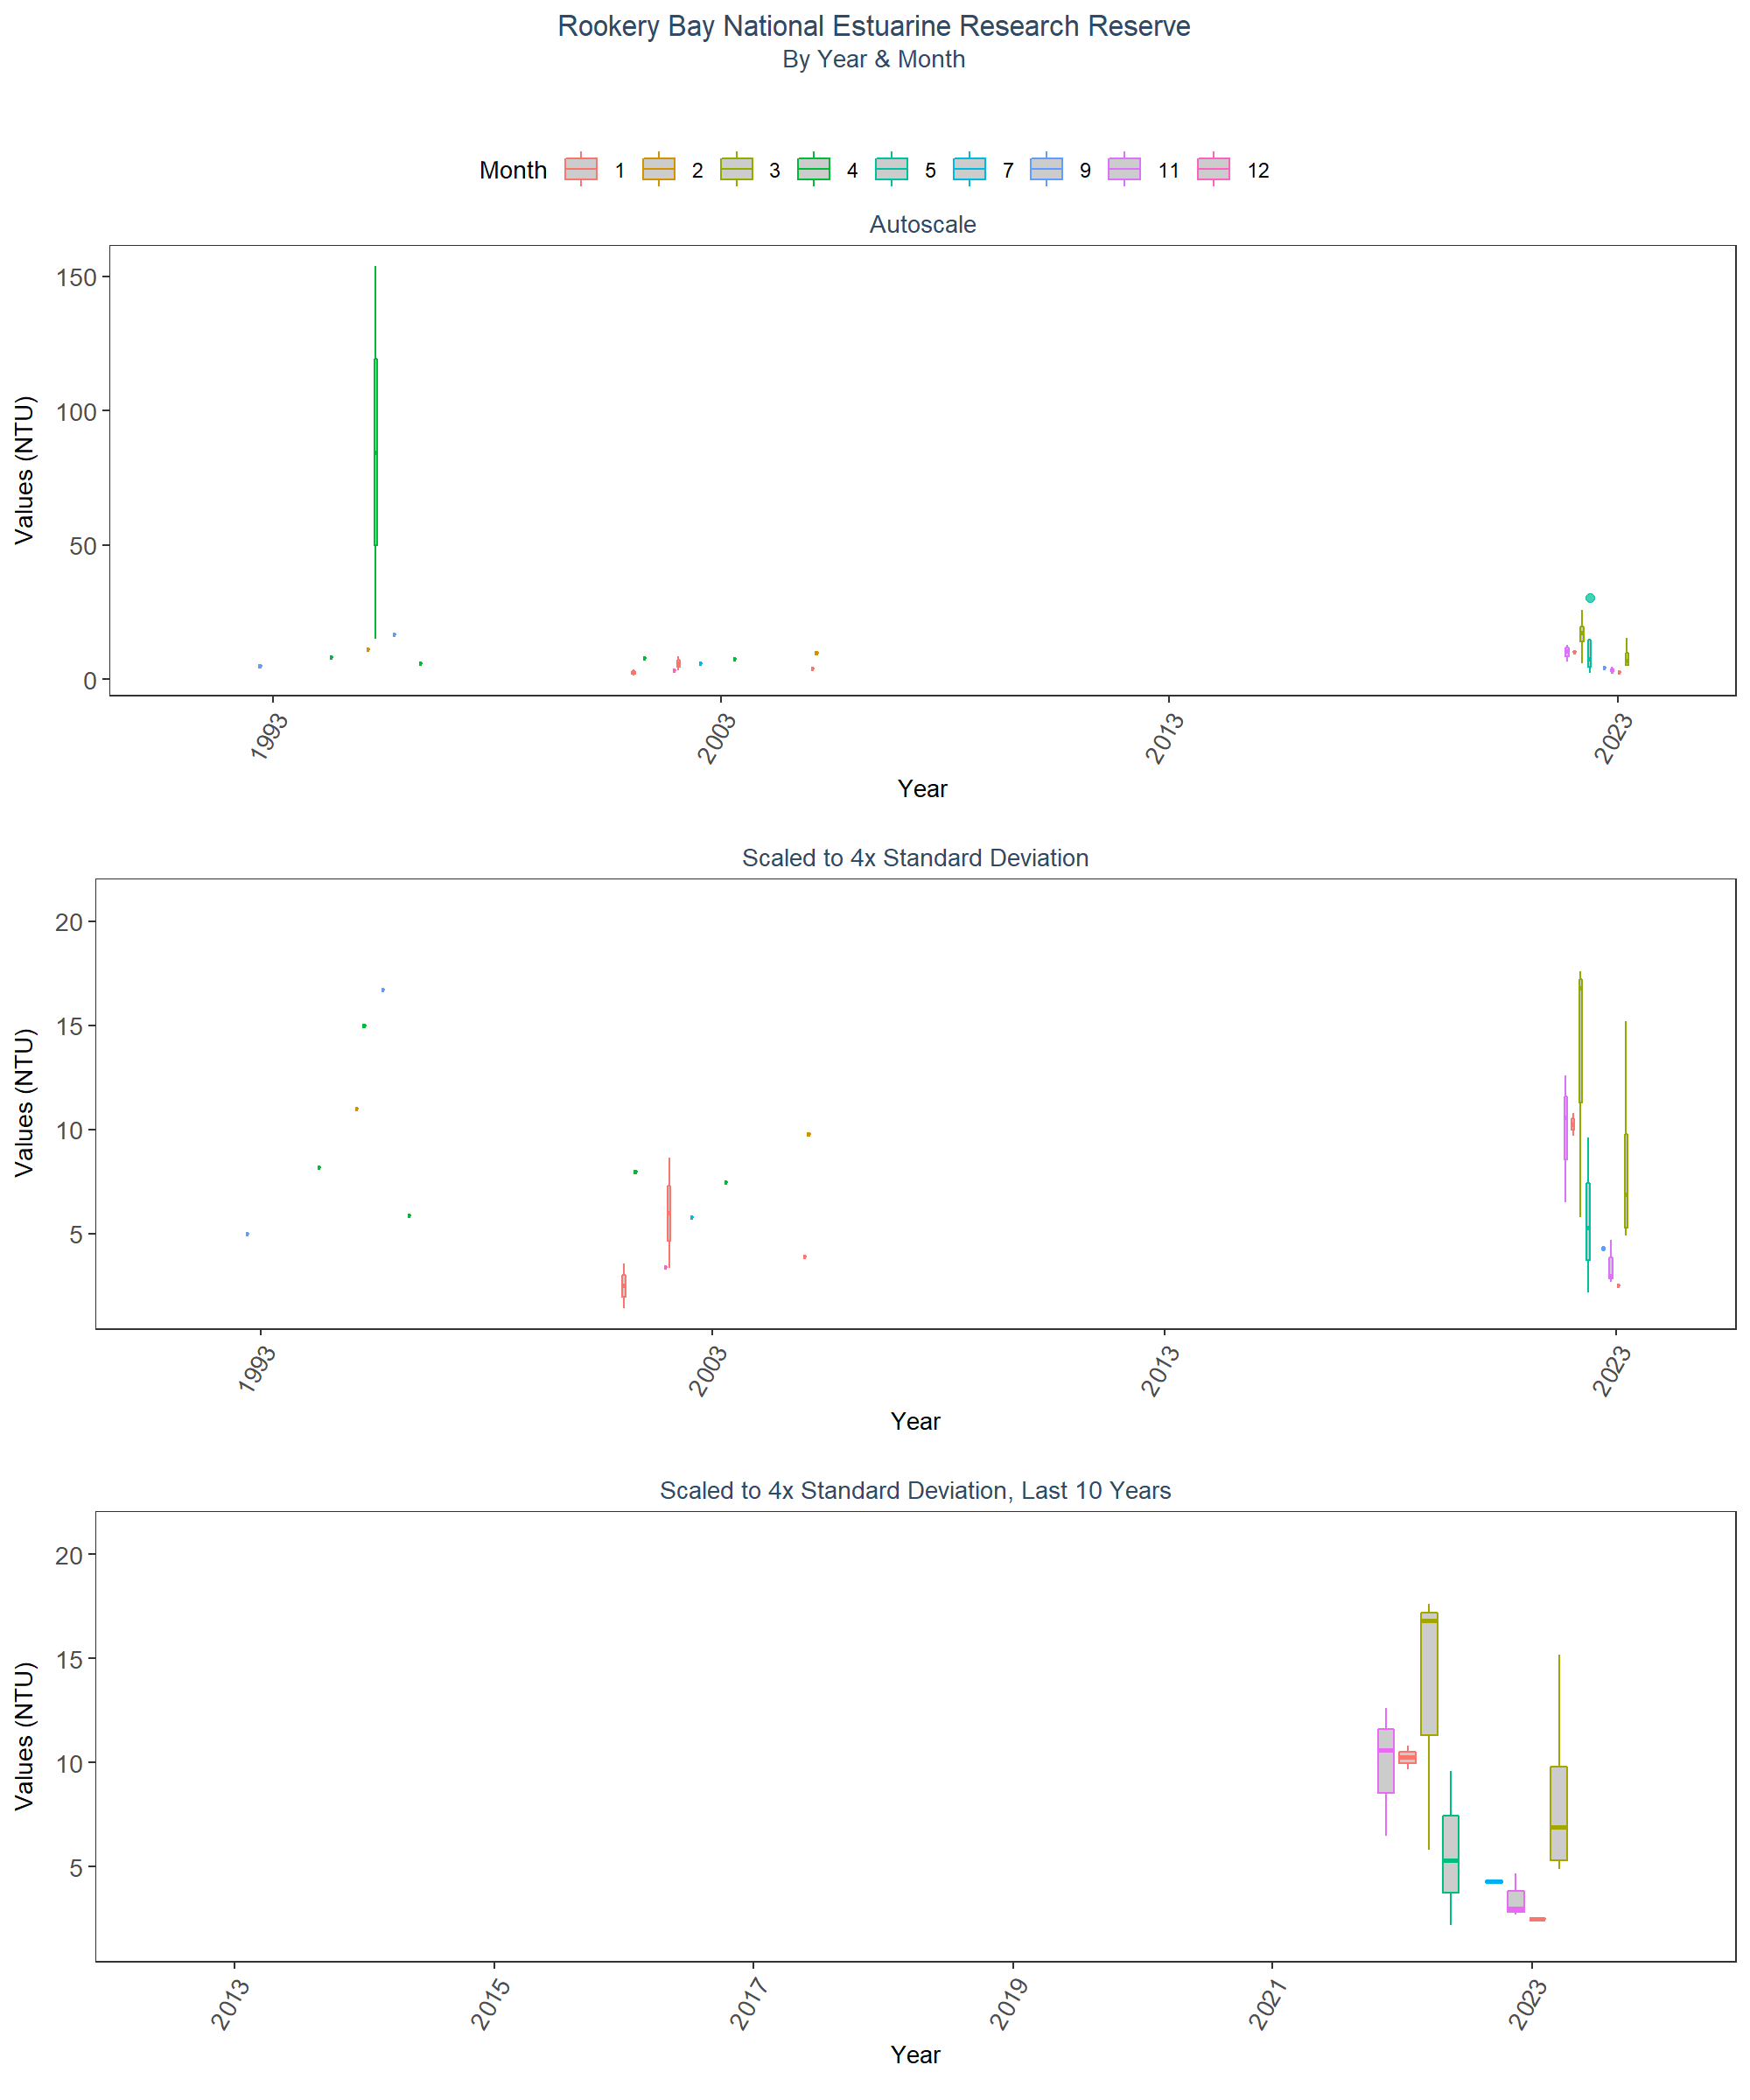 Rookery Bay National Estuarine Research Reserve
By Year & Month
Month 1 2 3 4 5 7 9 11 12
Autoscale
Values (NTU)
150
100
50
0
1993 2003 2013 2023
Year
Scaled to 4x Standard Deviation
Values (NTU)
20
15
10
5
1993 2003 2013 2023
Year
Scaled to 4x Standard Deviation, Last 10 Years
Values (NTU)
20
15
10
5
2013 2015 2017 2019 2021 2023
Year